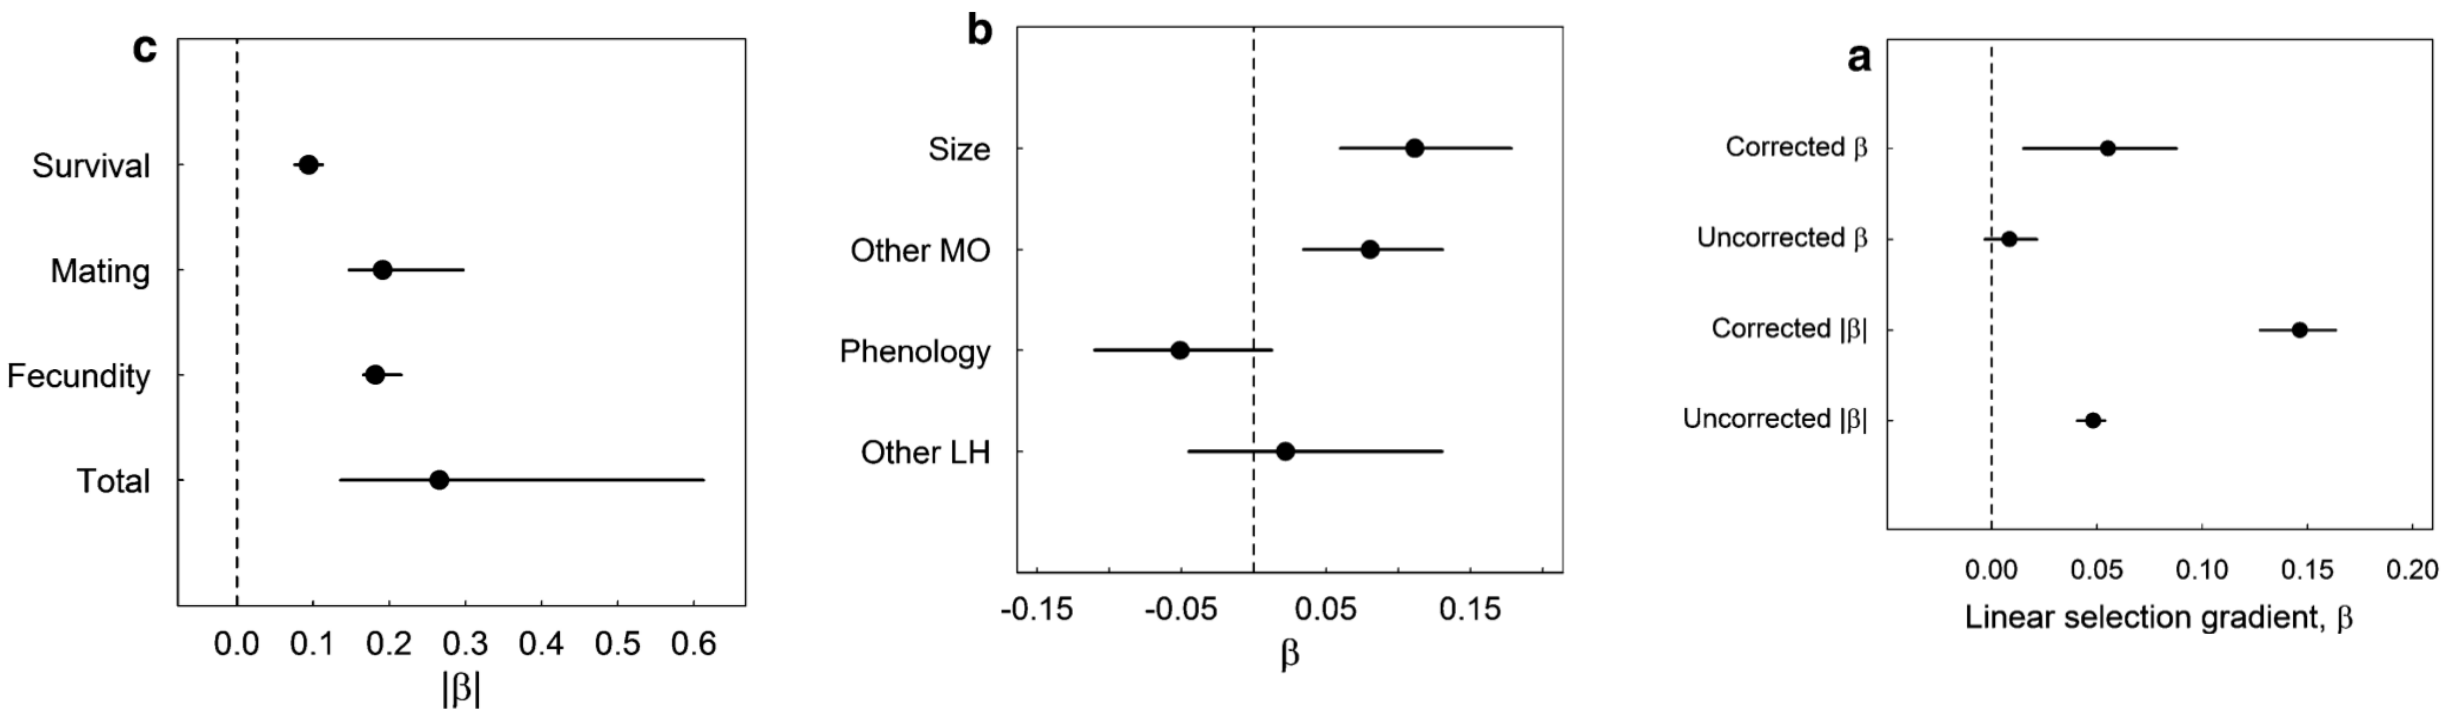 c
Survival
Mating
Fecundity
Total
0.0 0.1 0.2 0.3 0.4 0.5 0.6
|β|
b
Size
Other MO
Phenology
Other LH
-0.15 -0.05 0.05 0.15
β
a
Corrected β
Uncorrected β
Corrected |β|
Uncorrected |β|
0.00 0.05 0.10 0.15 0.20
Linear selection gradient, β